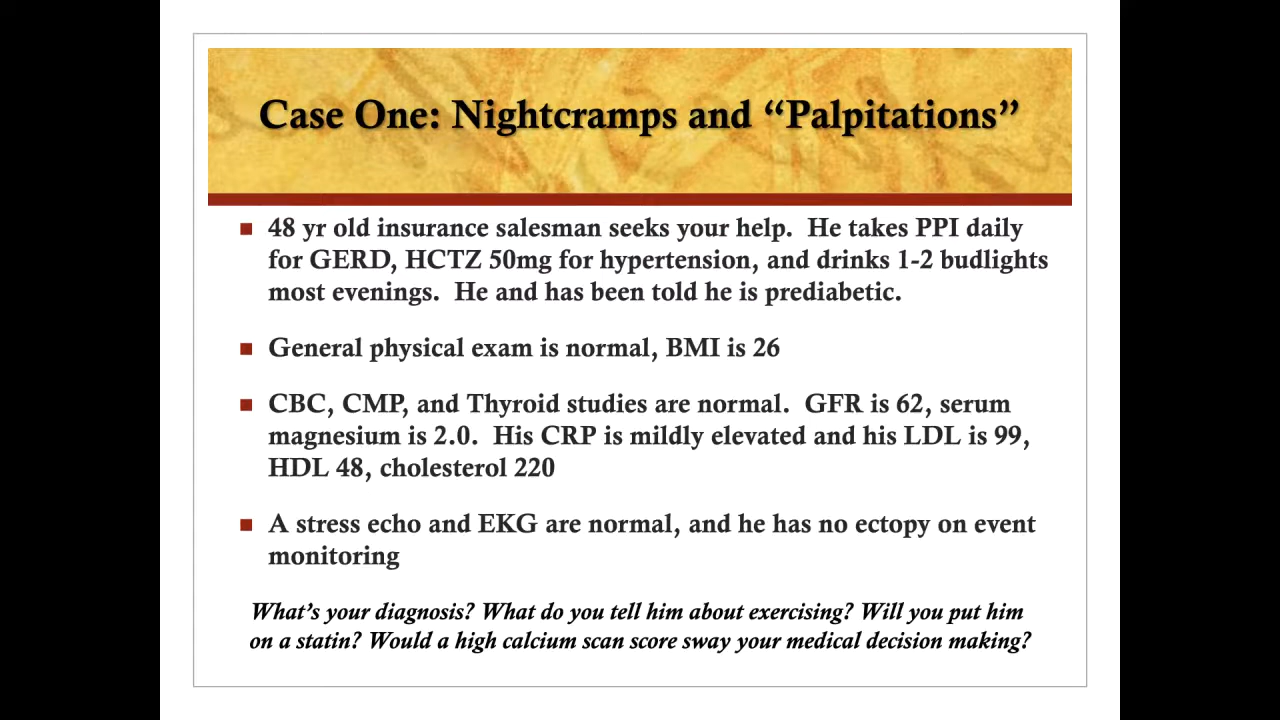 Case One: Nightcramps and “Palpitations”
48 yr old insurance salesman seeks your help. He takes PPI daily
for GERD, HCTZ 50mg for hypertension, and drinks 1-2 budlights
most evenings. He and has been told he is prediabetic.
General physical exam is normal, BMI is 26
CBC, CMP, and Thyroid studies are normal. GFR is 62, serum
magnesium is 2.0. His CRP is mildly elevated and his LDL is 99,
HDL 48, cholesterol 220
A stress echo and EKG are normal, and he has no ectopy on event
monitoring
What’s your diagnosis? What do you tell him about exercising? Will you put him
on a statin? Would a high calcium scan score sway your medical decision making?